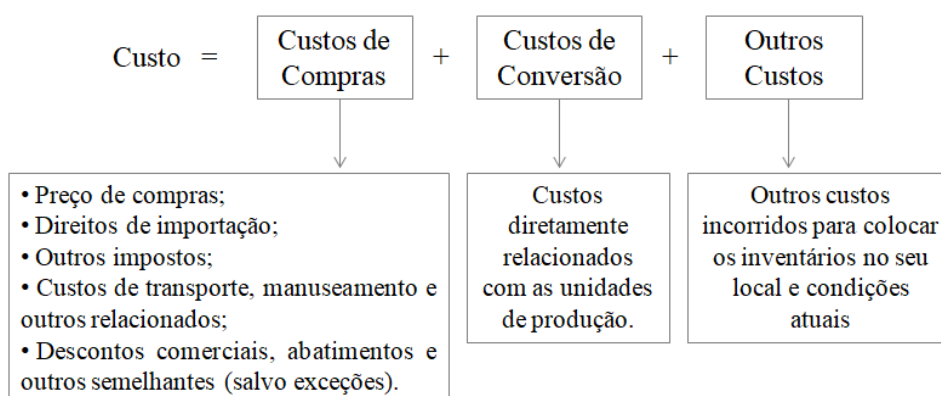 Custo = Custos de Compras + Custos de Conversão + Outros Custos
• Preço de compras;
• Direitos de importação;
• Outros impostos;
• Custos de transporte, manuseamento e
outros relacionados;
• Descontos comerciais, abatimentos e
outros semelhantes (salvo exceções).
Custos
diretamente
relacionados
com as unidades
de produção.
Outros custos
incorridos para colocar
os inventários no seu
local e condições
atuais